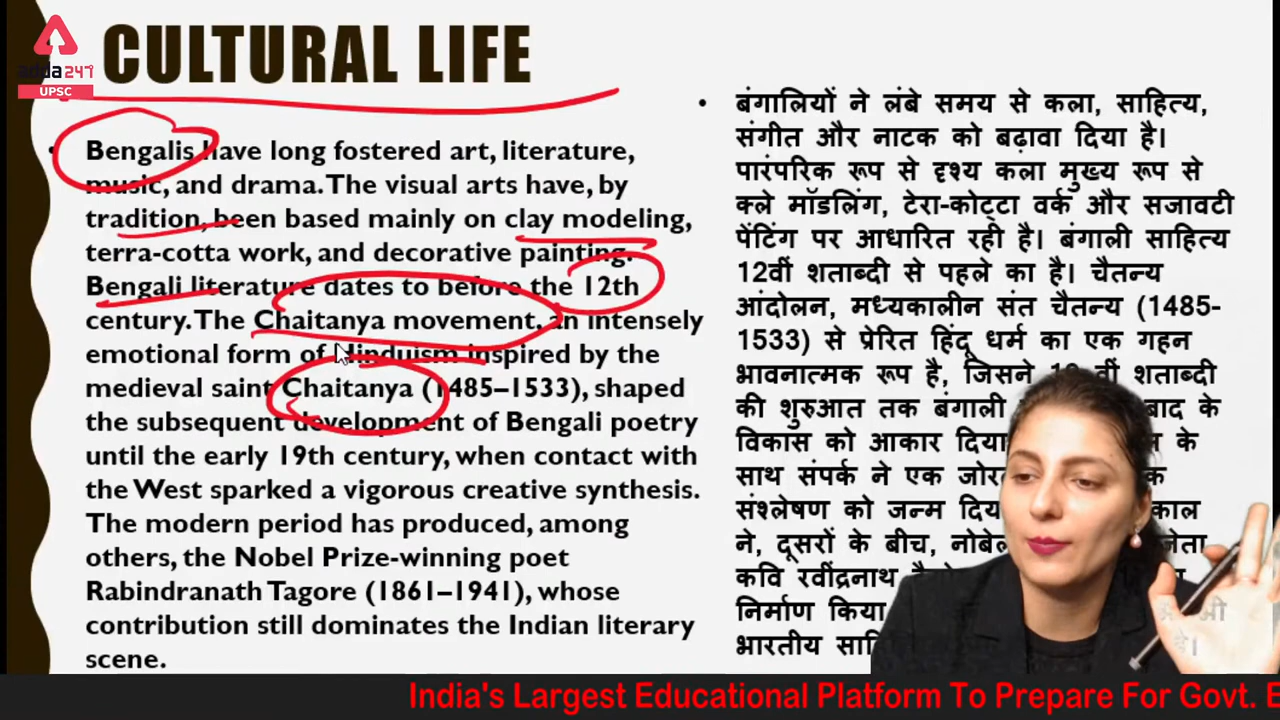 adda247
UPSC
CULTURAL LIFE
• Bengalis have long fostered art, literature,
music, and drama. The visual arts have, by
tradition, been based mainly on clay modeling,
terra-cotta work, and decorative painting.
Bengali literature dates to before the 12th
century. The Chaitanya movement, an intensely
emotional form of Hinduism inspired by the
medieval saint Chaitanya (1485–1533), shaped
the subsequent development of Bengali poetry
until the early 19th century, when contact with
the West sparked a vigorous creative synthesis.
The modern period has produced, among
others, the Nobel Prize-winning poet
Rabindranath Tagore (1861–1941), whose
contribution still dominates the Indian literary
scene.
• बंगालियों ने लंबे समय से कला, साहित्य,
संगीत और नाटक को बढ़ावा दिया है।
पारंपरिक रूप से दृश्य कला मुख्य रूप से
क्ले मॉडलिंग, टेरा-कोट्टा वर्क और सजावटी
पेंटिंग पर आधारित रही है। बंगाली साहित्य
12वीं शताब्दी से पहले का है। चैतन्य
आंदोलन, मध्यकालीन संत चैतन्य (1485-
1533) से प्रेरित हिंदू धर्म का एक गहन
भावनात्मक रूप है, जिसने वीं शताब्दी
की शुरुआत तक बंगाली के
विकास को आकार के
साथ संपर्क ने एक
संश्लेषण को जन्म
ने, दूसरों के बीच,
कवि
निर्माण किया
भारतीय है।
India's Largest Educational Platform To Prepare For Govt.